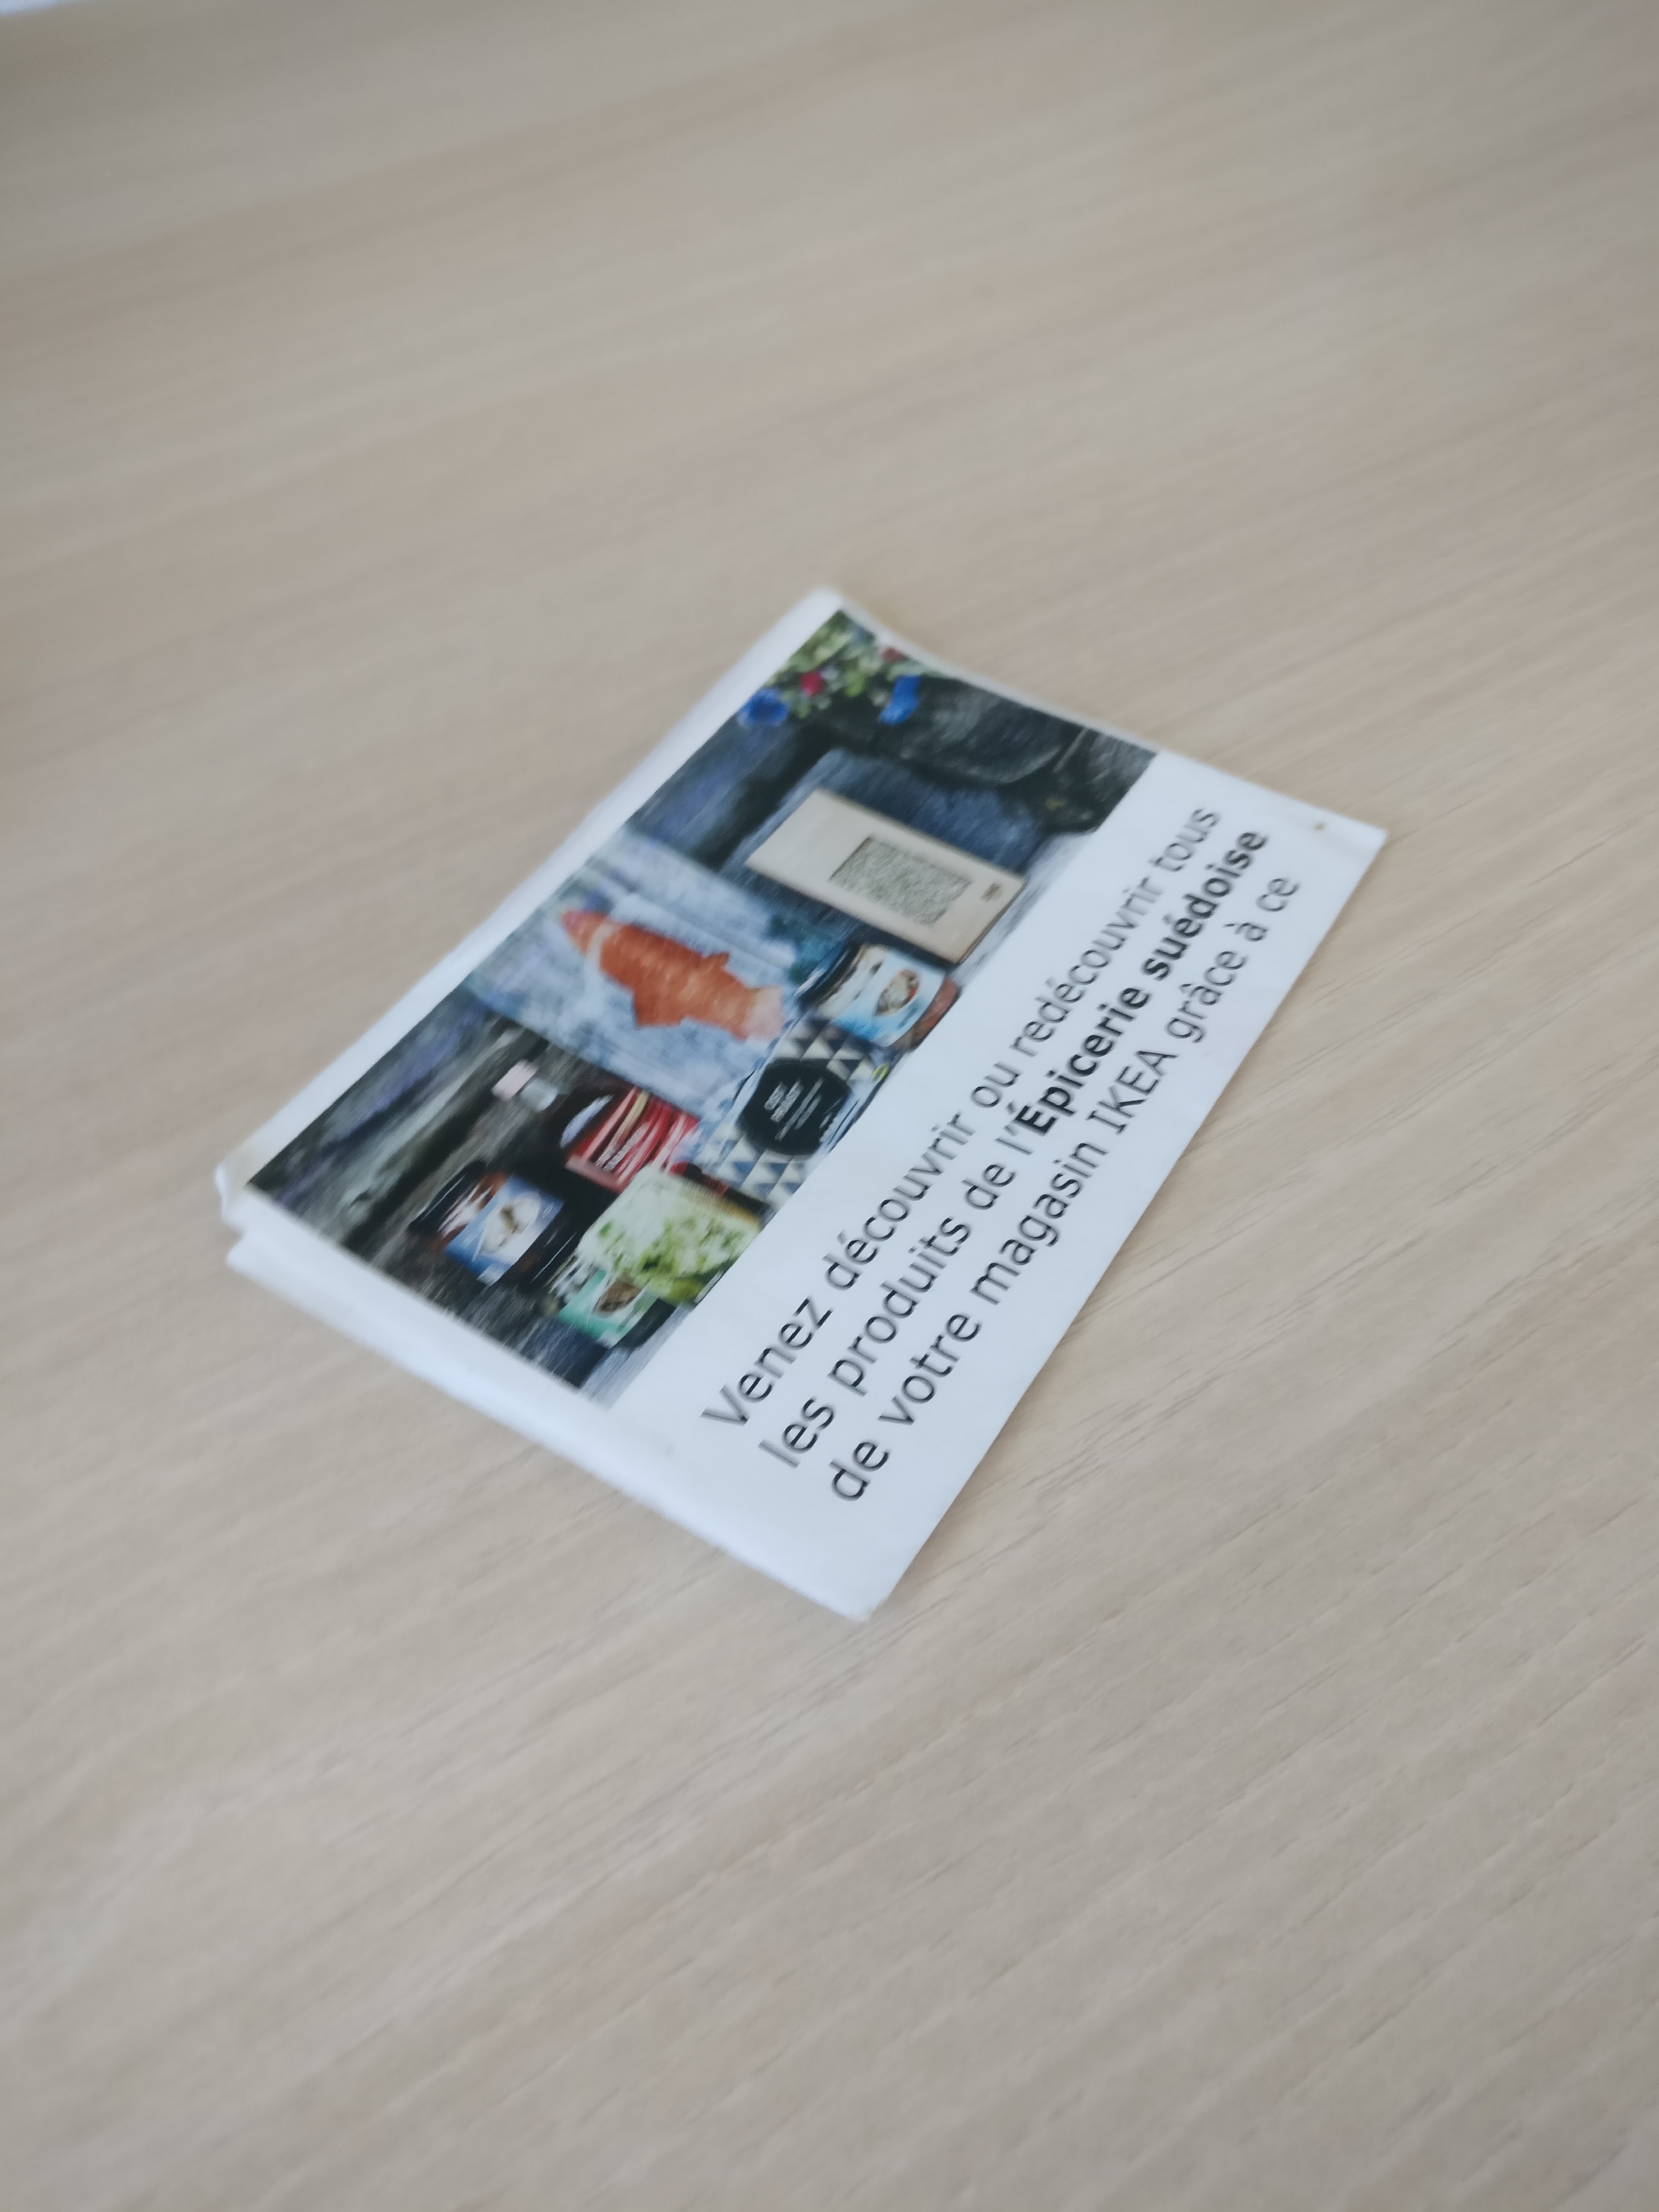 Venez découvrir ou redécouvrir tous
les produits de l'Épicerie suédoise
de votre magasin IKEA grâce à ce